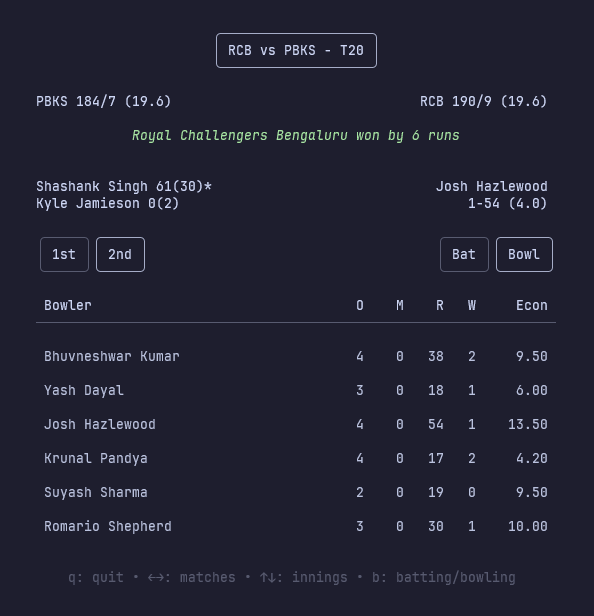 RCB vs PBKS - T20
PBKS 184/7 (19.6) RCB 190/9 (19.6)
Royal Challengers Bengaluru won by 6 runs
Shashank Singh 61(30)* Josh Hazlewood
Kyle Jamieson 0(2) 1-54 (4.0)
1st 2nd Bat Bowl
Bowler O M R W Econ
Bhuvneshwar Kumar 4 0 38 2 9.50
Yash Dayal 3 0 18 1 6.00
Josh Hazlewood 4 0 54 1 13.50
Krunal Pandya 4 0 17 2 4.20
Suyash Sharma 2 0 19 0 9.50
Romario Shepherd 3 0 30 1 10.00
q: quit • ↔: matches • ↑↓: innings • b: batting/bowling